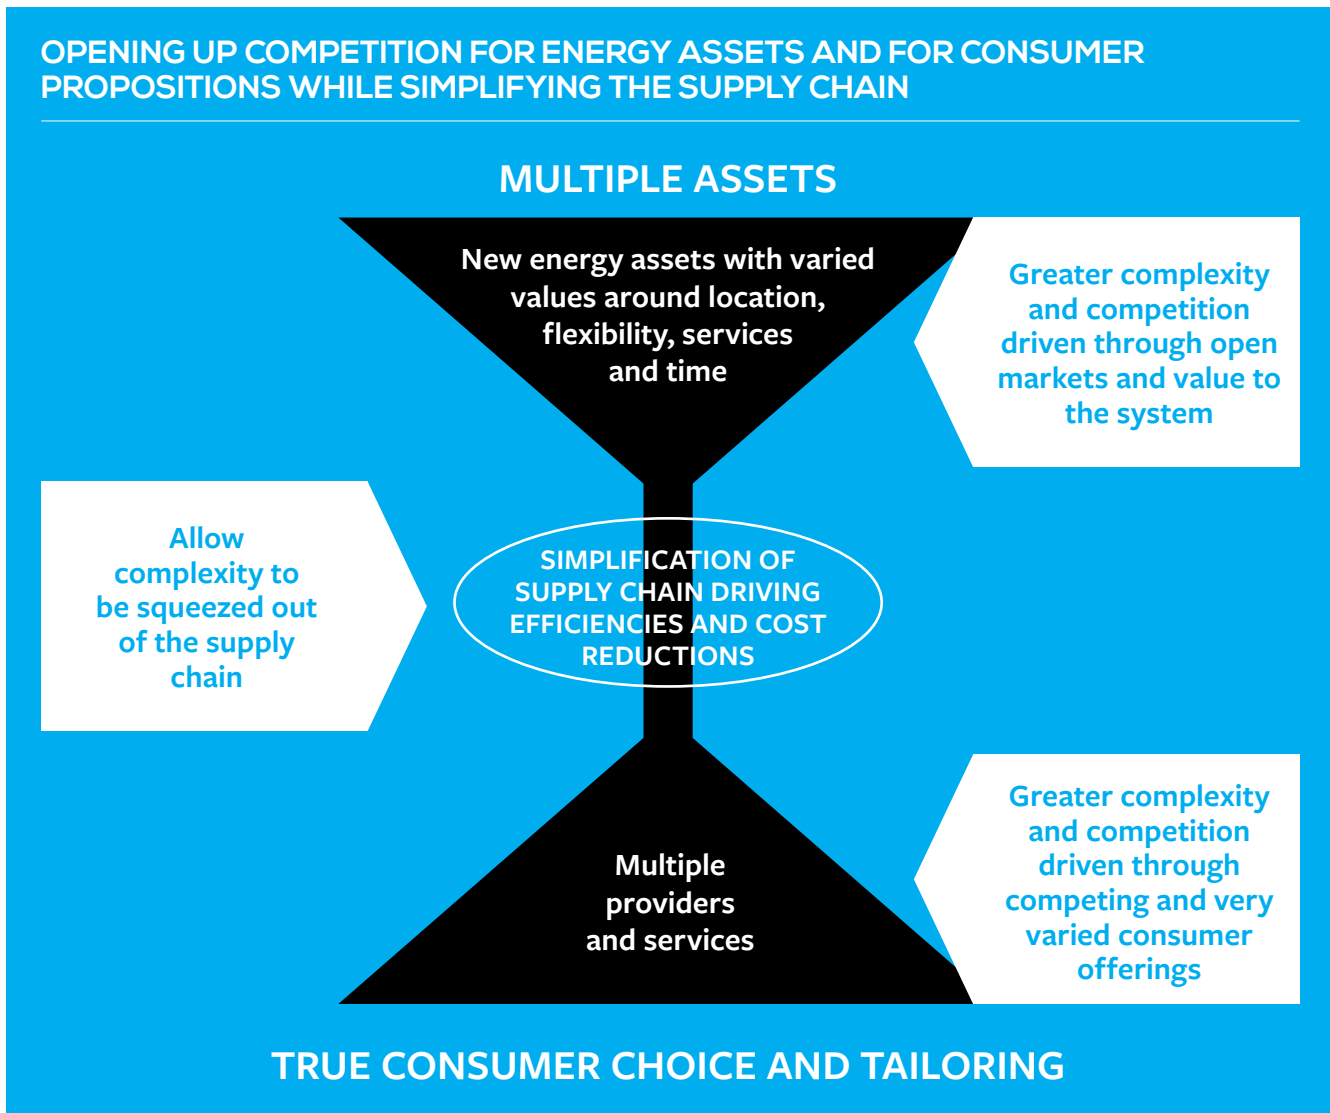 OPENING UP COMPETITION FOR ENERGY ASSETS AND FOR CONSUMER
PROPOSITIONS WHILE SIMPLIFYING THE SUPPLY CHAIN
MULTIPLE ASSETS
New energy assets with varied
values around location,
flexibility, services
and time
Greater complexity
and competition
driven through open
markets and value to
the system
Allow
complexity to
be squeezed out
of the supply
chain
SIMPLIFICATION OF
SUPPLY CHAIN DRIVING
EFFICIENCIES AND COST
REDUCTIONS
Multiple
providers
and services
Greater complexity
and competition
driven through
competing and very
varied consumer
offerings
TRUE CONSUMER CHOICE AND TAILORING